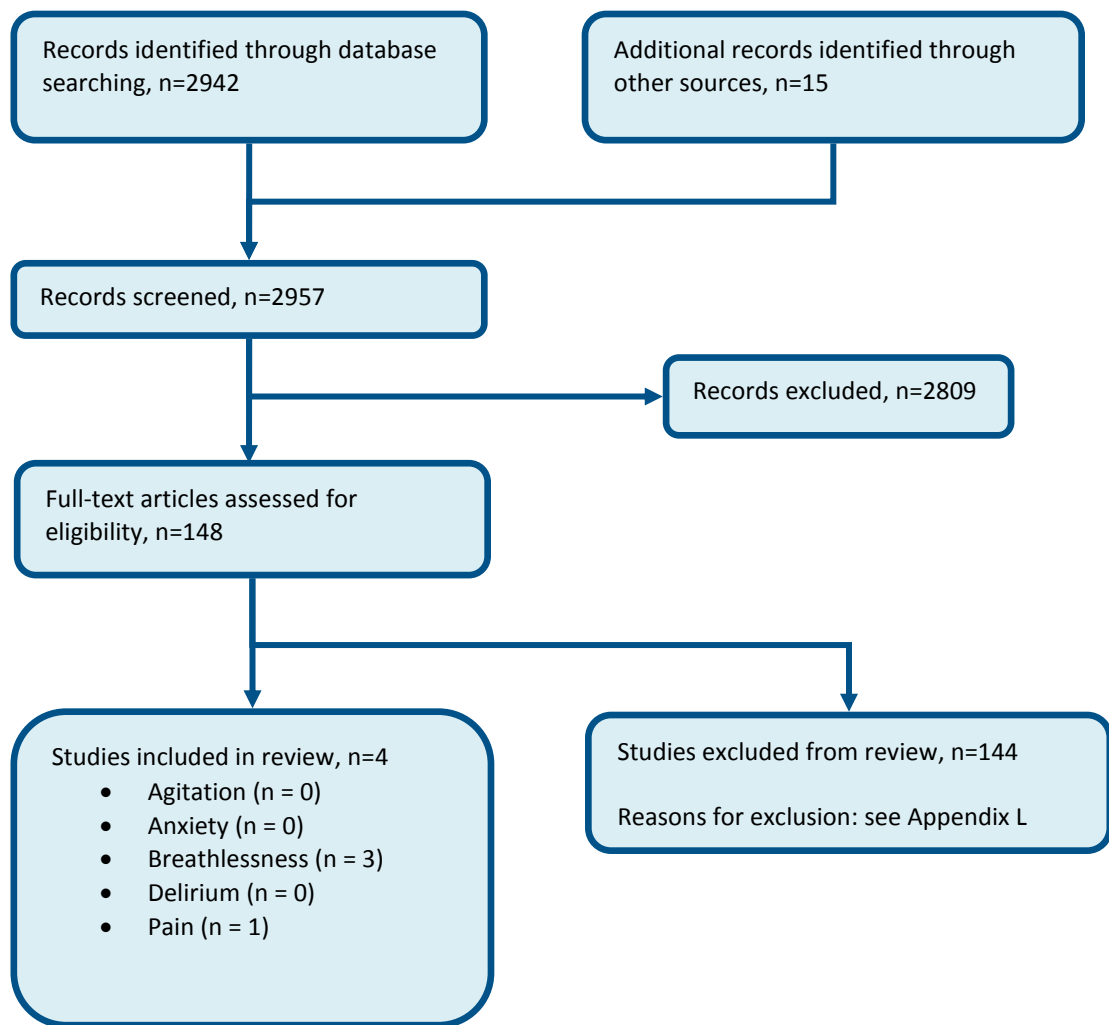 Records identified through database
searching, n=2942
Additional records identified through
other sources, n=15
Records screened, n=2957
Records excluded, n=2809
Full-text articles assessed for
eligibility, n=148
Studies included in review, n=4
• Agitation (n = 0)
• Anxiety (n = 0)
• Breathlessness (n = 3)
• Delirium (n = 0)
• Pain (n = 1)
Studies excluded from review, n=144
Reasons for exclusion: see Appendix L